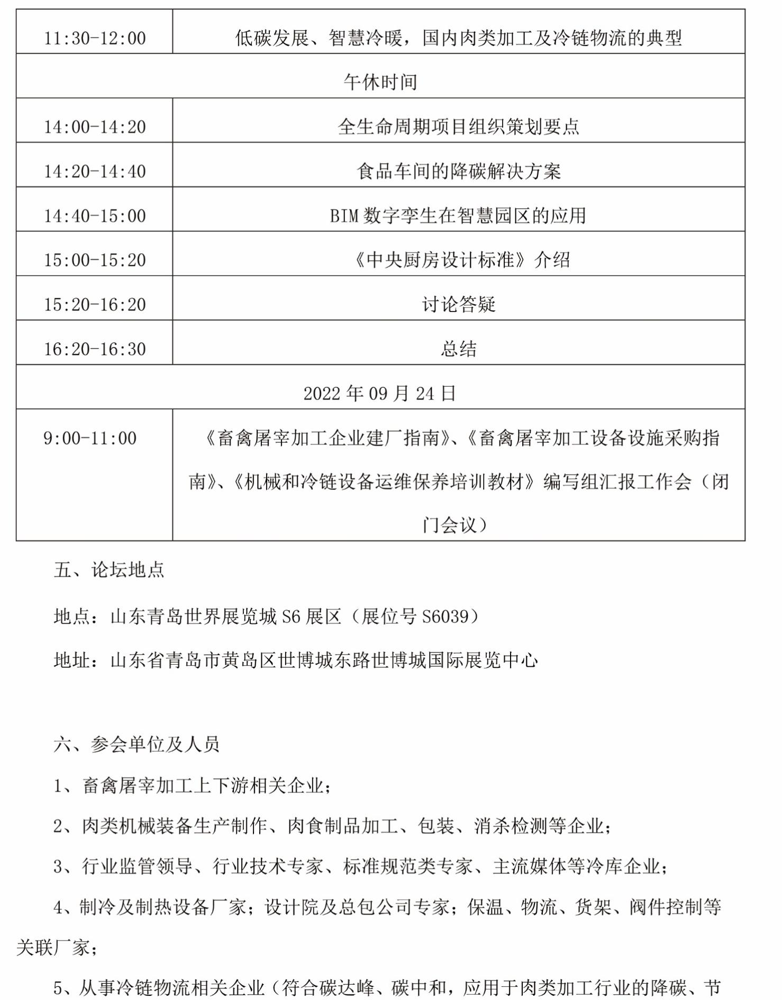 11:30-12:00 低碳发展、智慧冷暖，国内肉类加工及冷链物流的典型
午休时间
14:00-14:20 全生命周期项目组织策划要点
14:20-14:40 食品车间的降碳解决方案
14:40-15:00 BIM 数字孪生在智慧园区的应用
15:00-15:20 《中央厨房设计标准》介绍
15:20-16:20 讨论答疑
16:20-16:30 总结
2022 年 09 月 24 日
9:00-11:00 《畜禽屠宰加工企业建厂指南》、《畜禽屠宰加工设备设施采购指
南》、《机械和冷链设备运维保养培训教材》编写组汇报工作会（闭
门会议）
五、论坛地点
地点：山东青岛世界展览城 S6 展区（展位号 S6039）
地址：山东省青岛市黄岛区世博城东路世博城国际展览中心
六、参会单位及人员
1、畜禽屠宰加工上下游相关企业；
2、肉类机械装备生产制作、肉食制品加工、包装、消杀检测等企业；
3、行业监管领导、行业技术专家、标准规范类专家、主流媒体等冷库企业；
4、制冷及制热设备厂家；设计院及总包公司专家；保温、物流、货架、阀件控制等
关联厂家；
5、从事冷链物流相关企业（符合碳达峰、碳中和，应用于肉类加工行业的降碳、节